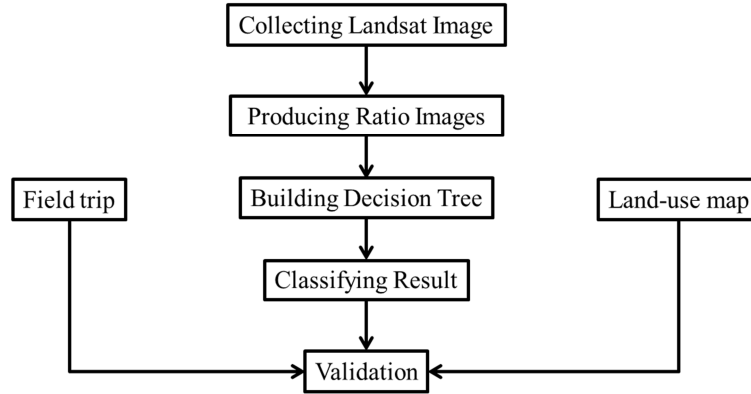 Collecting Landsat Image
Producing Ratio Images
Field trip
Building Decision Tree
Land-use map
Classifying Result
Validation